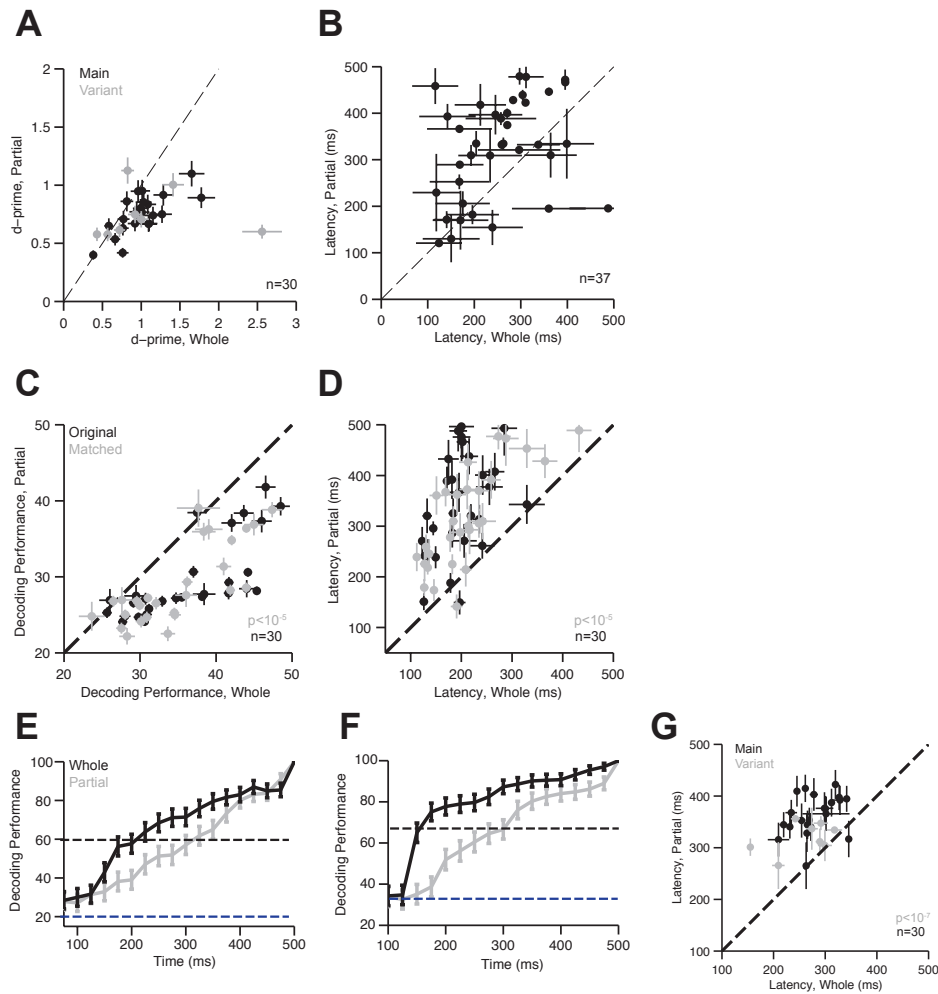 A
B
2
1.5
1
0.5
0
0
0.5
1
1.5
2
2.5
3
Main
Variant
n=30
d−prime, Partial
d−prime, Whole
500
400
300
200
100
0
0
100
200
300
400
500
n=37
Latency, Partial (ms)
Latency, Whole (ms)
C
D
50
40
30
20
20
30
40
50
Original
Matched
p<10-5
n=30
Decoding Performance, Partial
Decoding Performance, Whole
500
400
300
200
100
100
200
300
400
500
p<10-5
n=30
Latency, Partial (ms)
Latency, Whole (ms)
E
F
G
100
80
60
40
20
100
200
300
400
500
Whole
Partial
Decoding Performance
Time (ms)
100
80
60
40
20
100
200
300
400
500
Decoding Performance
Time (ms)
500
400
300
200
100
100
200
300
400
500
Main
Variant
p<10-7
n=30
Latency, Partial (ms)
Latency, Whole (ms)